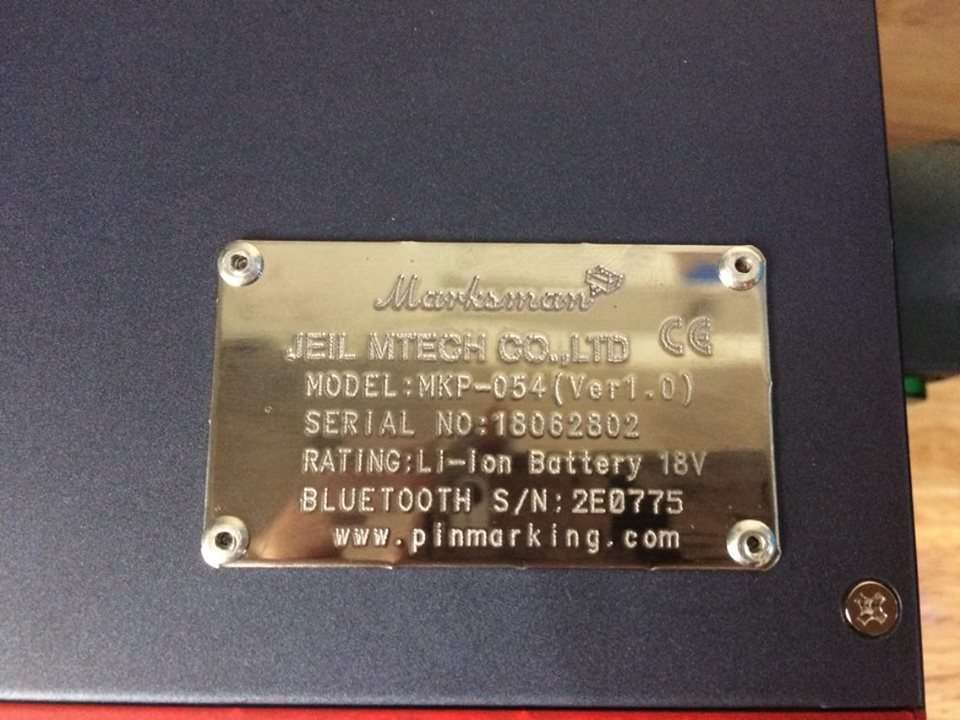 Marksman
JEIL MTECH CO.,LTD CE
MODEL:MKP-054(Ver1.0)
SERIAL NO:18062802
RATING:Li-Ion Battery 18V
BLUETOOTH S/N:2E0775
www.pinmarking.com